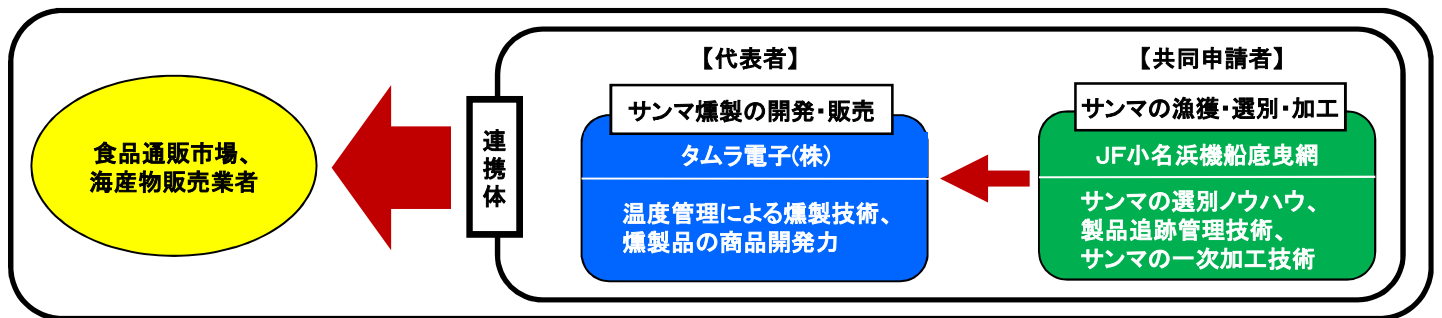 食品通販市場、
海産物販売業者
連携体
【代表者】
サンマ燻製の開発・販売
タムラ電子(株)
温度管理による燻製技術、
燻製品の商品開発力
【共同申請者】
サンマの漁獲・選別・加工
JF小名浜機船底曳網
サンマの選別ノウハウ、
製品追跡管理技術、
サンマの一次加工技術